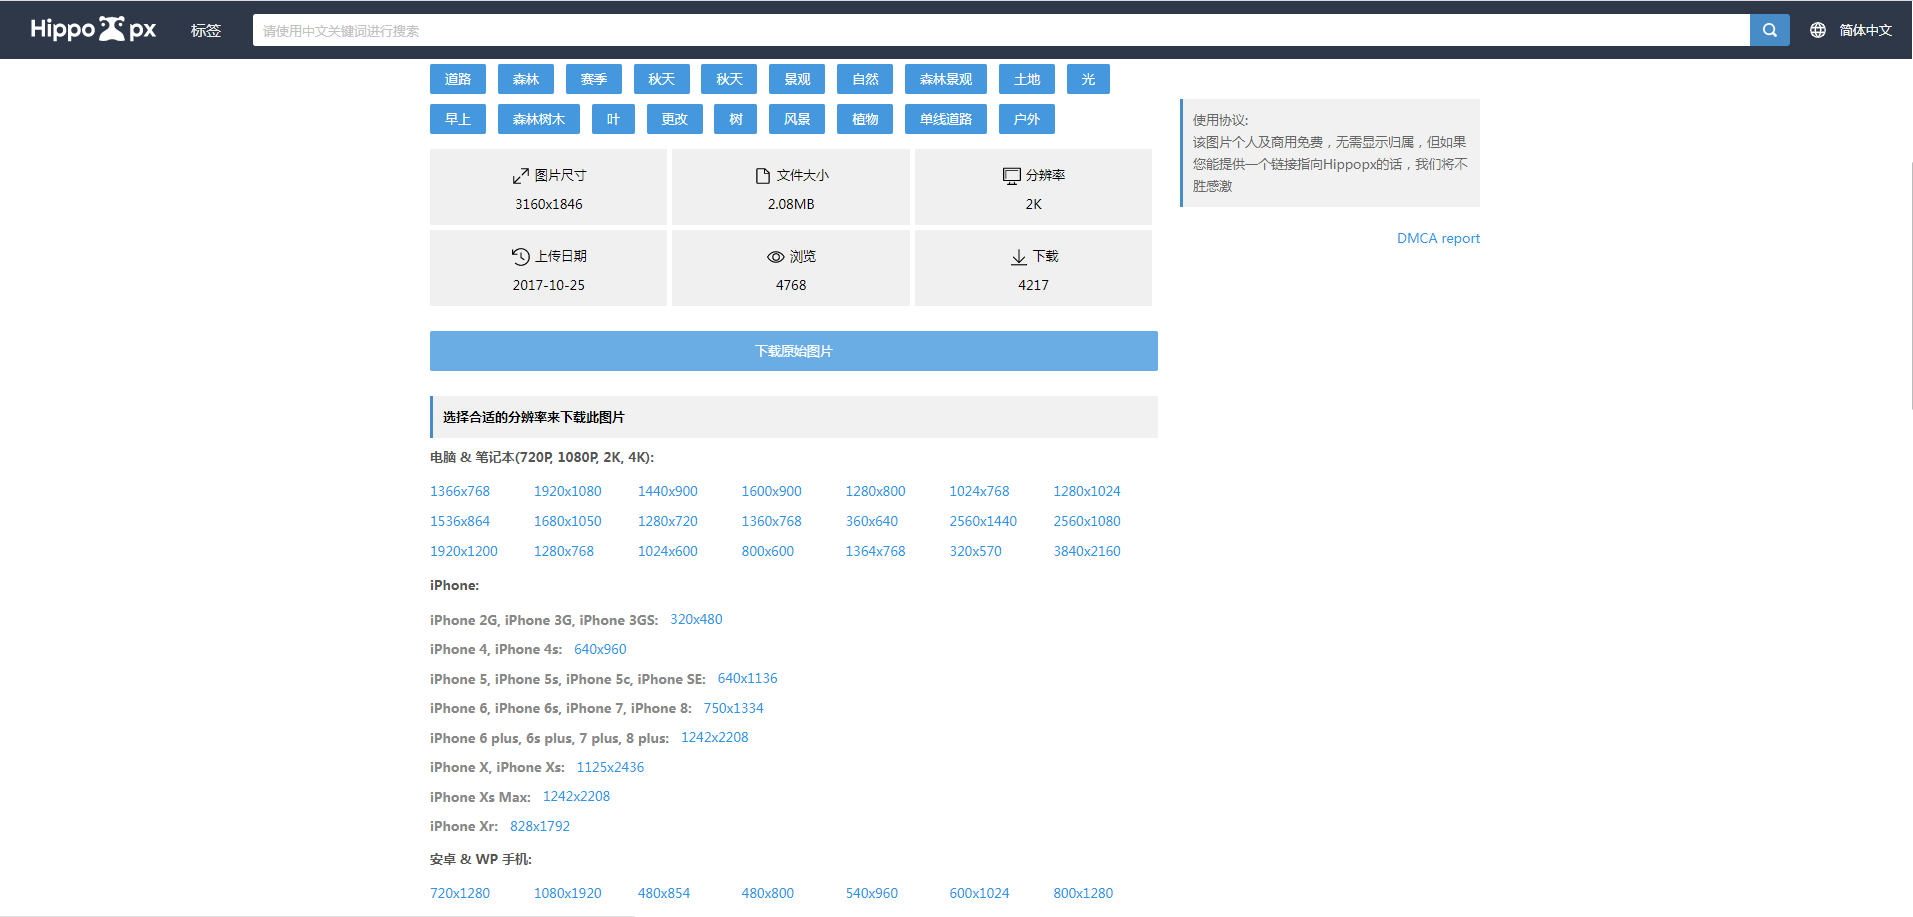 Hippo px 标签 请使用中文关键词进行搜索 简体中文
道路 森林 赛季 秋天 秋天 景观 自然 森林景观 土地 光
早上 森林树木 叶 更改 树 风景 植物 单线道路 户外
使用协议:
该图片个人及商用免费，无需显示归属，但如果
您能提供一个链接指向Hippopx的话，我们将不
胜感激
DMCA report
图片尺寸 文件大小 分辨率
3160x1846 2.08MB 2K
上传日期 浏览 下载
2017-10-25 4768 4217
下载原始图片
选择合适的分辨率来下载此图片
电脑 & 笔记本(720P, 1080P, 2K, 4K):
1366x768 1920x1080 1440x900 1600x900 1280x800 1024x768 1280x1024
1536x864 1680x1050 1280x720 1360x768 360x640 2560x1440 2560x1080
1920x1200 1280x768 1024x600 800x600 1364x768 320x570 3840x2160
iPhone:
iPhone 2G, iPhone 3G, iPhone 3GS: 320x480
iPhone 4, iPhone 4s: 640x960
iPhone 5, iPhone 5s, iPhone 5c, iPhone SE: 640x1136
iPhone 6, iPhone 6s, iPhone 7, iPhone 8: 750x1334
iPhone 6 plus, 6s plus, 7 plus, 8 plus: 1242x2208
iPhone X, iPhone Xs: 1125x2436
iPhone Xs Max: 1242x2208
iPhone Xr: 828x1792
安卓 & WP 手机:
720x1280 1080x1920 480x854 480x800 540x960 600x1024 800x1280